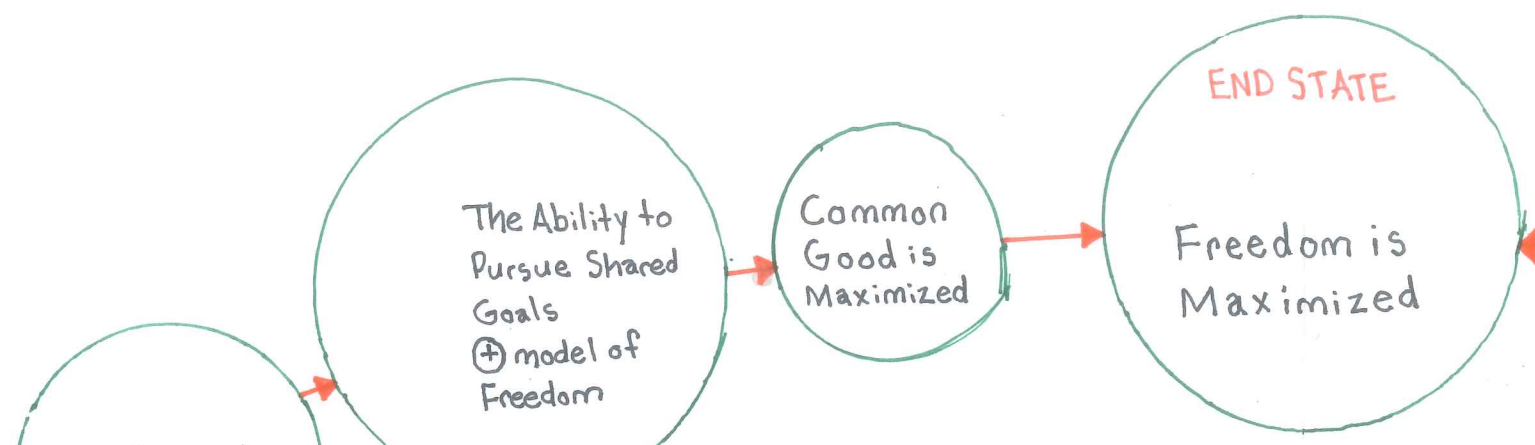 The Ability to
Pursue Shared
Goals
⊕ model of
Freedom
Common
Good is
Maximized
END STATE
Freedom is
Maximized